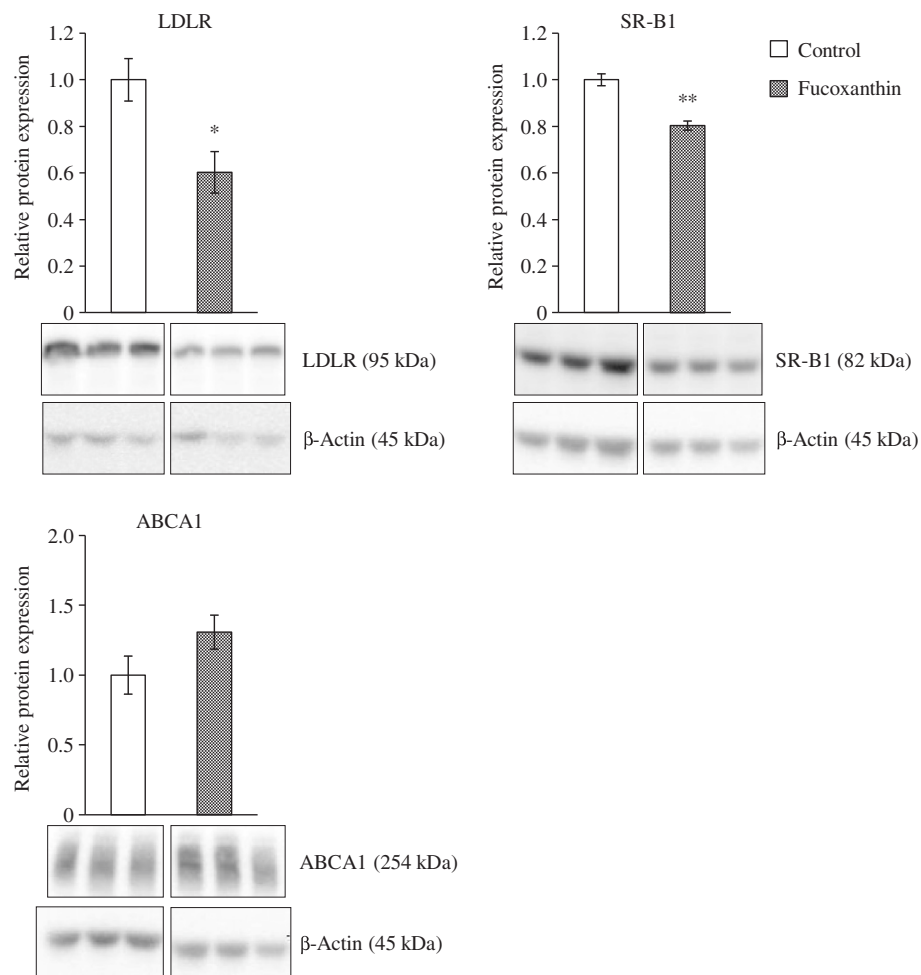 LDLR
1.2
1.0
0.8
0.6
0.4
0.2
0
Relative protein expression
*
LDLR (95 kDa)
β-Actin (45 kDa)
SR-B1
1.2
1.0
0.8
0.6
0.4
0.2
0
Relative protein expression
**
Control
Fucoxanthin
SR-B1 (82 kDa)
β-Actin (45 kDa)
ABCA1
2.0
1.5
1.0
0.5
0
Relative protein expression
ABCA1 (254 kDa)
β-Actin (45 kDa)